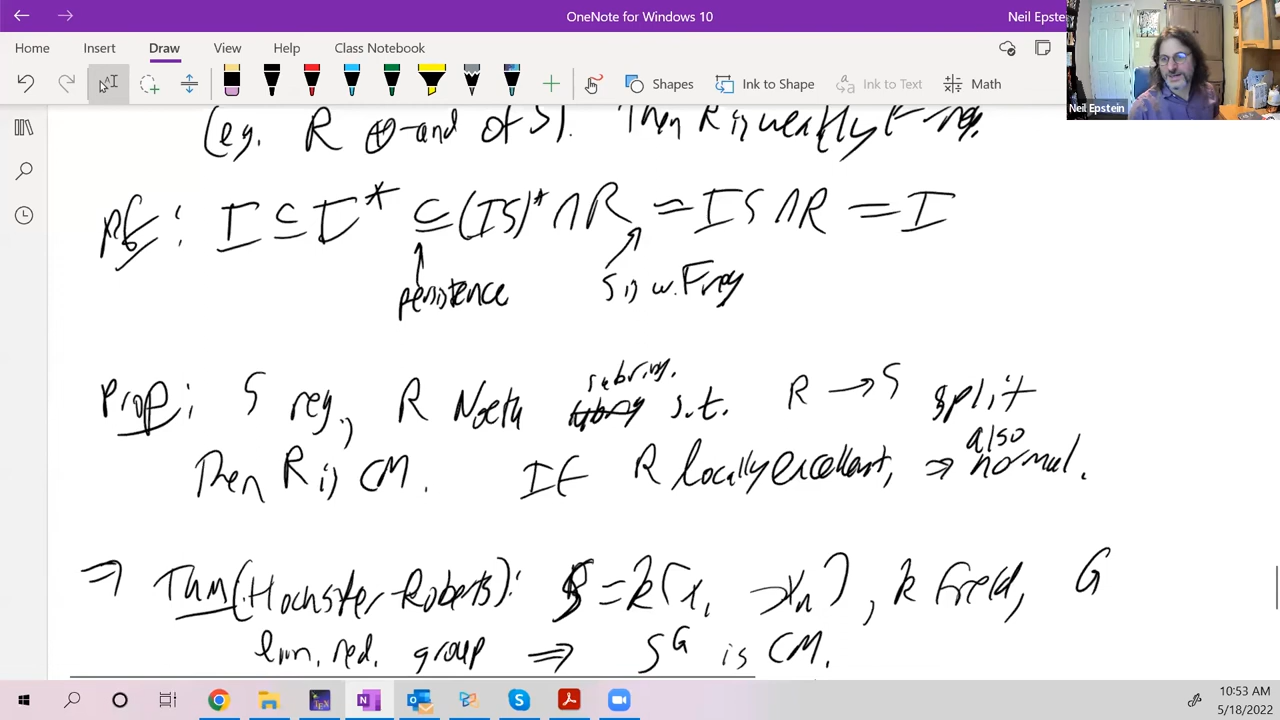 OneNote for Windows 10
Neil Epste
Home Insert Draw View Help Class Notebook
Shapes Ink to Shape Ink to Text Math
Neil Epstein
(eg. R ⊕-and of S). Then R is weakly F-reg.
pf: I ⊆ I* ⊆ (IS)* ∩ R = IS ∩ R = I
persistence S is w. F reg
Prop: S reg., R Noeth subring. s.t. R → S split
Then R is CM. If R locally excellent, ⇒ also normal.
⇒ Thm (Hochster-Roberts): S = k[x, → xn], k field, G
lin. red. group ⇒ S^G is CM.
10:53 AM
5/18/2022